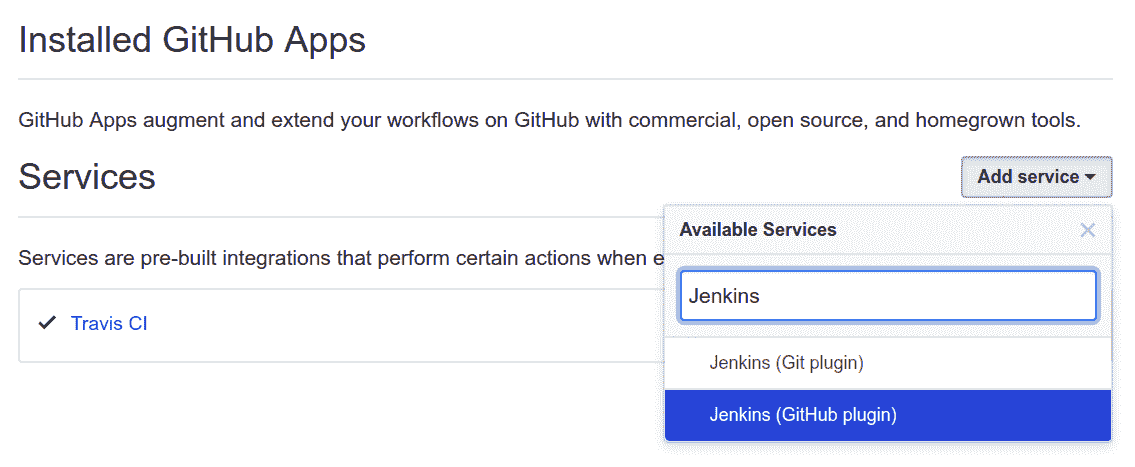 Installed GitHub Apps
GitHub Apps augment and extend your workflows on GitHub with commercial, open source, and homegrown tools.
Services
Add service
Available Services
Services are pre-built integrations that perform certain actions when e
Jenkins
Travis CI
Jenkins (Git plugin)
Jenkins (GitHub plugin)